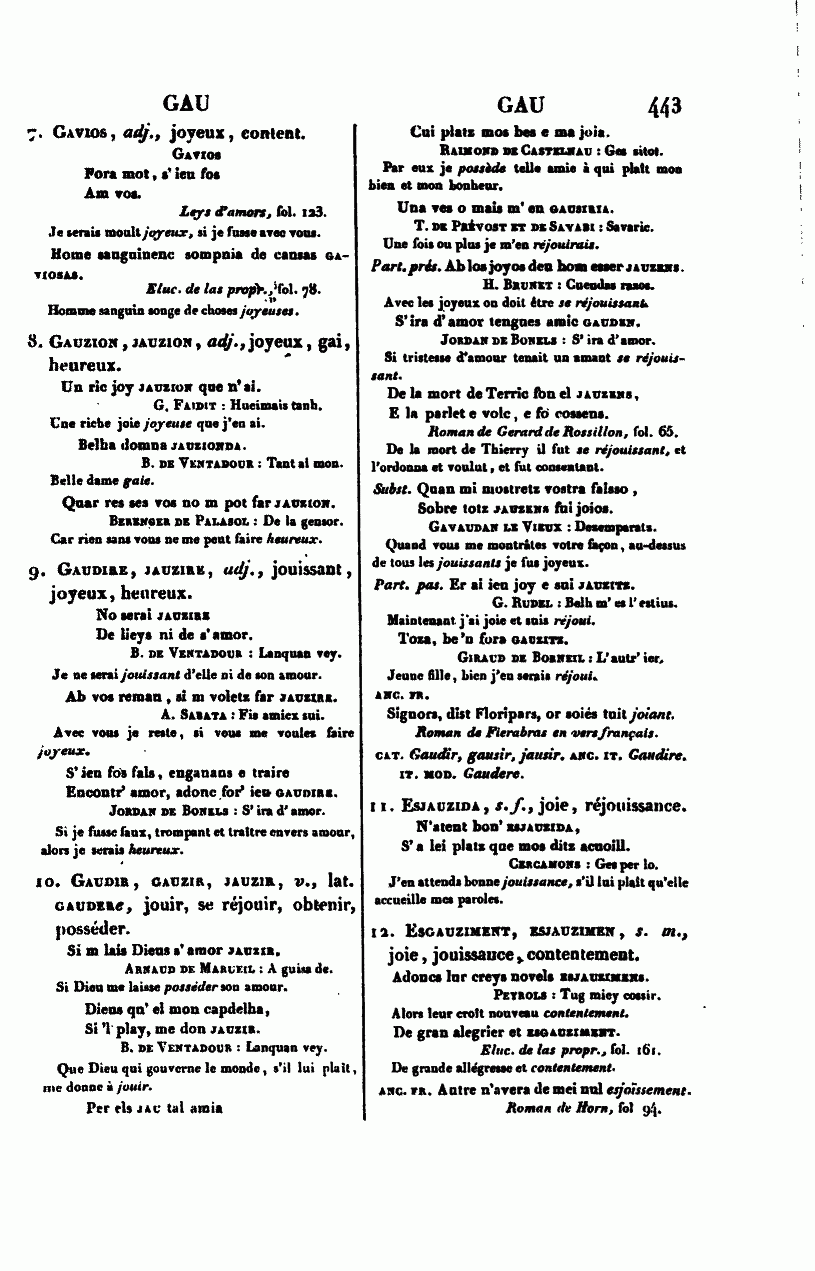 GAU
7. GAVIOS, adj., joyeux, content.
GAVIOS
Fora mot, s'ieu fos
Am vos.
Leys d'amors, fol. 123.
Je serais moult joyeux, si je fusse avec vous.
Home sanguinenc sompnia de causas GA-
VIOSAS.
Eluc. de las propr., fol. 78.
Homme sanguin songe de choses joyeuses.
8. GAUZION, JAUZION, adj., joyeux, gai,
heureux.
Un ric joy JAUZION que n'ai.
G. FAIDIT : Hueimais tanh.
Une riche joie joyeuse que j'en ai.
Belha domna JAUZIONDA.
B. DE VENTADOUR : Tant ai mon.
Belle dame gaie.
Quar res ses vos no m pot far JAUZION.
BERENGER DE PALASOL : De la gensor.
Car rien sans vous ne me peut faire heureux.
9. GAUDIRE, JAUZIRE, adj., jouissant,
joyeux, heureux.
No serai JAUZIRE
De lieys ni de s'amor.
B. DE VENTADOUR : Lanquan vey.
Je ne serai jouissant d'elle ni de son amour.
Ab vos reman, si m voletz far JAUZIRE.
A. SABATA : Fis amicx sui.
Avec vous je reste, si vous me voulez faire
joyeux.
S'ieu fos fals, enganans e traire
Encontr' amor, adonc for' ieu GAUDIRE.
JORDAN DE BONELS : S'ira d'amor.
Si je fusse faux, trompant et traître envers amour,
alors je serais heureux.
10. GAUDIR, GAUZIR, JAUZIR, v., lat.
GAUDERe, jouir, se réjouir, obtenir,
posséder.
Si m lais Dieus s'amor JAUZIR.
ARNAUD DE MARUEIL : A guisa de.
Si Dieu me laisse posséder son amour.
Dieus qu'el mon capdelha,
Si 'l play, me don JAUZIR.
B. DE VENTADOUR : Lanquan vey.
Que Dieu qui gouverne le monde, s'il lui plaît,
me donne à jouir.
Per els JAU tal amia
GAU 443
Cui platz mos bes e ma joia.
RAIMOND DE CASTELNAU : Ges sitot.
Par eux je possède telle amie à qui plaît mon
bien et mon bonheur.
Una ves o mais m'en GAUSIRIA.
T. DE PRÉVOST ET DE SAVARI : Savaric.
Une fois ou plus je m'en réjouirais.
Part. prés. Ab los joyos deu hom esser JAUZENS.
H. BRUNET : Cuendas razos.
Avec les joyeux on doit être se réjouissant.
S'ira d'amor tengues amic GAUDEN.
JORDAN DE BONELS : S'ira d'amor.
Si tristesse d'amour tenait un amant se réjouis-
sant.
De la mort de Terric fon el JAUZENS,
E la parlet e volc, e fo cossens.
Roman de Gerard de Rossillon, fol. 65.
De la mort de Thierry il fut se réjouissant, et
l'ordonna et voulut, et fut consentant.
Subst. Quan mi mostretz vostra faisso,
Sobre totz JAUZENS fui joios.
GAVAUDAN LE VIEUX : Desemparatz.
Quand vous me montrâtes votre façon, au-dessus
de tous les jouissants je fus joyeux.
Part. pas. Er ai ieu joy e sui JAUZITZ.
G. RUDEL : Belh m'es l'estius.
Maintenant j'ai joie et suis réjoui.
Toza, be'n fora GAUZITZ.
GIRAUD DE BORNEIL : L'autr'ier.
Jeune fille, bien j'en serais réjoui.
ANC. FR.
Signors, dist Floripars, or soiés tuit joiant.
Roman de Fierabras en vers français.
CAT. Gaudir, gausir, jausir. ANC. IT. Gaudire.
IT. MOD. Gaudere.
11. ESJAUZIDA, s. f., joie, réjouissance.
N'atent bon' ESJAUZIDA,
S'a lei platz que mos ditz acuoill.
CERCAMONS : Ges per lo.
J'en attends bonne jouissance, s'il lui plaît qu'elle
accueille mes paroles.
12. ESGAUZIMENT, ESJAUZIMEN, s. m.,
joie, jouissance, contentement.
Adoncs lur creys novels ESJAUZIMENS.
PEYROLS : Tug miey cossir.
Alors leur croît nouveau contentement.
De gran alegrier et ESGAUZIMENT.
Eluc. de las propr., fol. 161.
De grande allégresse et contentement.
ANC. FR. Autre n'avera de mei nul esjoïssement.
Roman de Horn, fol 94.